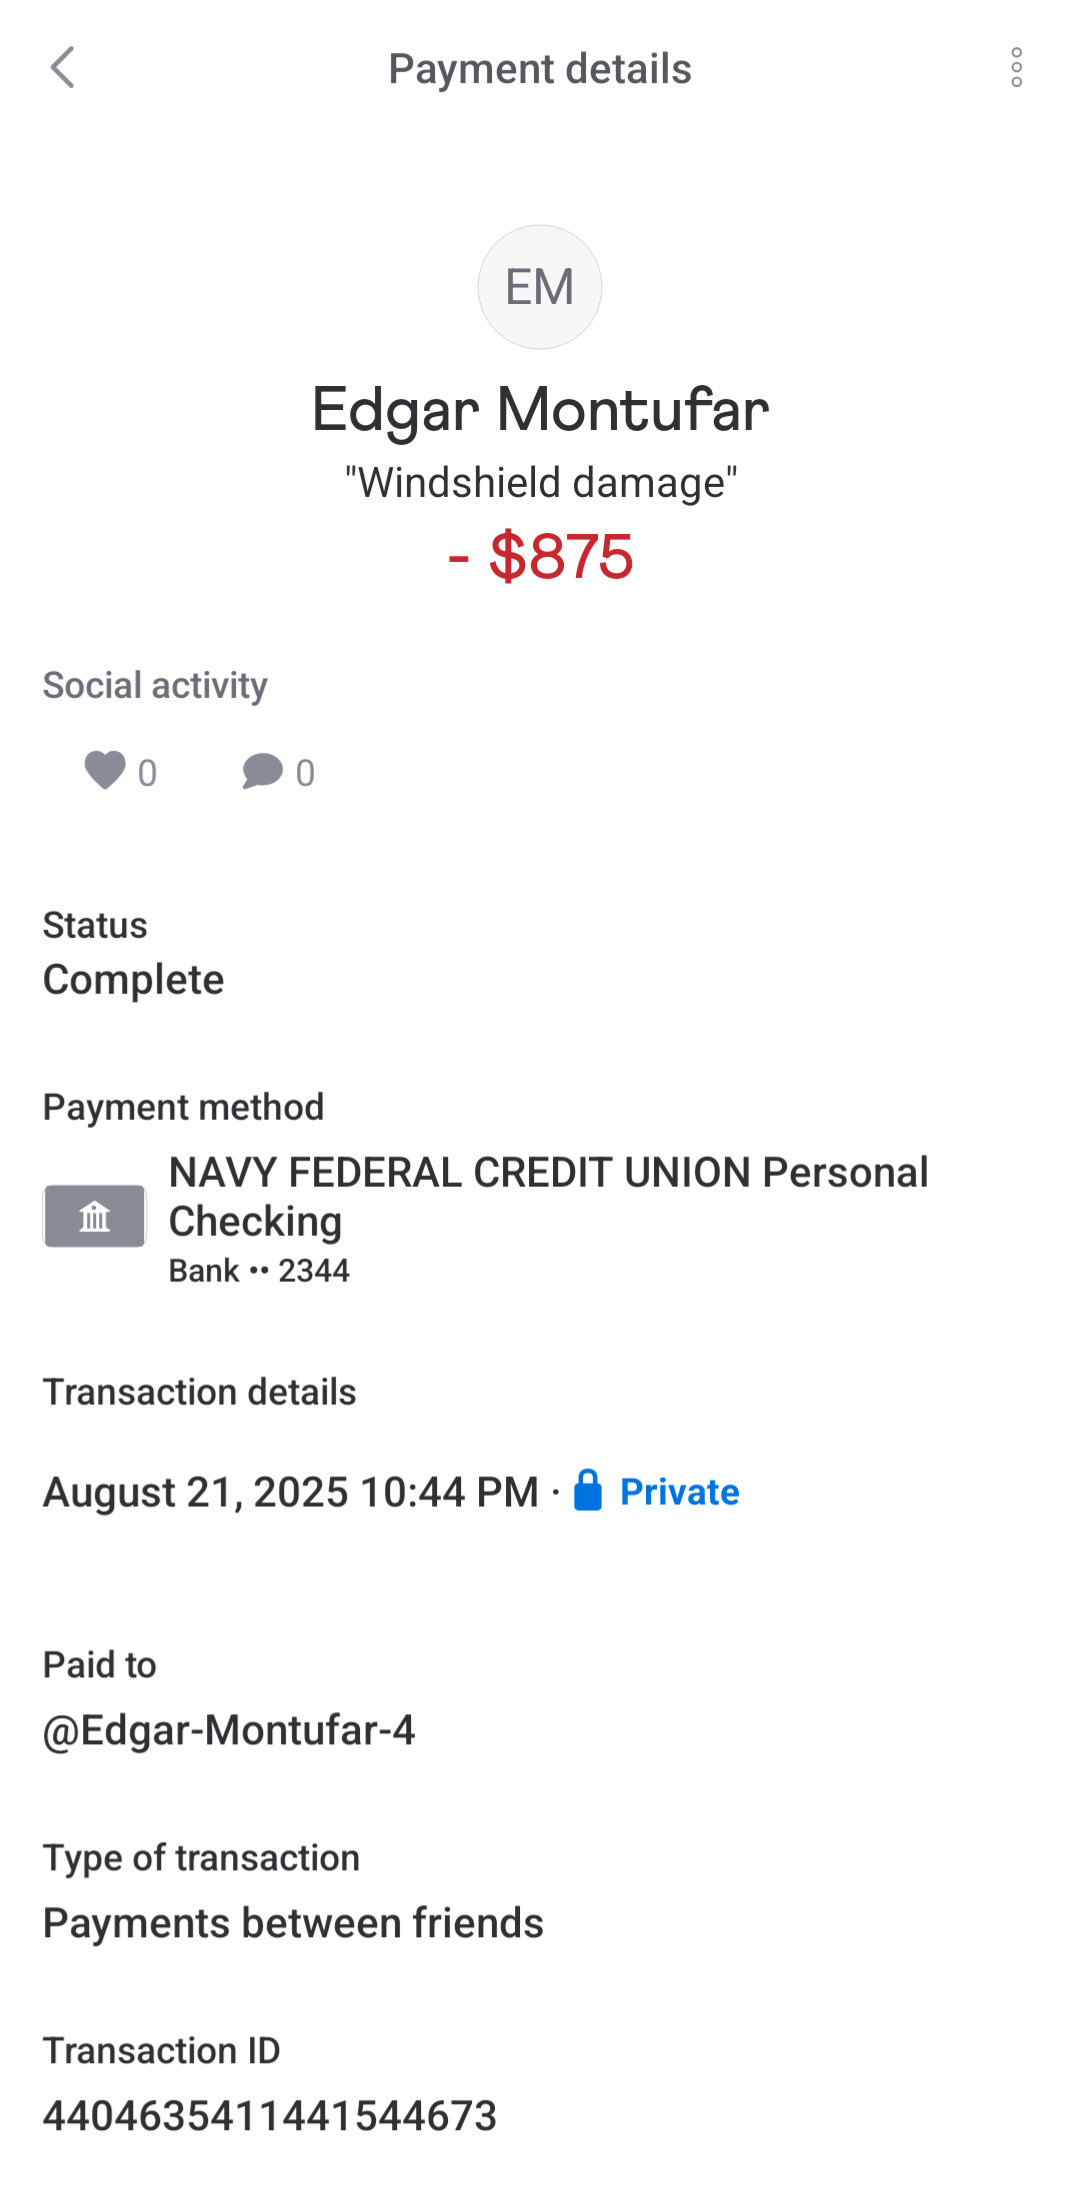 Payment details
EM
Edgar Montufar
"Windshield damage"
- $875
Social activity
0 0
Status
Complete
Payment method
NAVY FEDERAL CREDIT UNION Personal
Checking
Bank •• 2344
Transaction details
August 21, 2025 10:44 PM · Private
Paid to
@Edgar-Montufar-4
Type of transaction
Payments between friends
Transaction ID
4404635411441544673